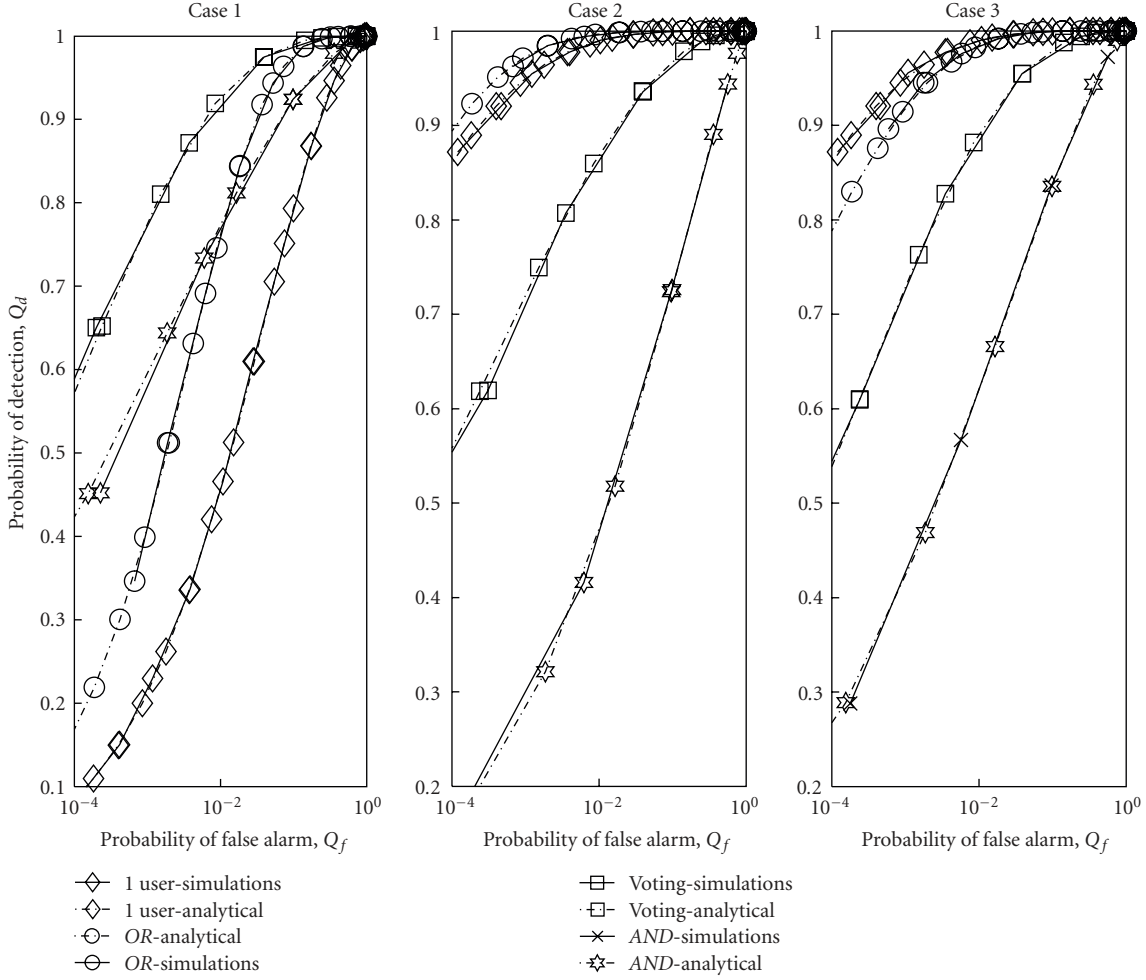 Case 1
Case 2
Case 3
1
0.9
0.8
0.7
0.6
0.5
0.4
0.3
0.2
0.1
Probability of detection, Q_d
10^−4
10^−2
10^0
Probability of false alarm, Q_f
1
0.9
0.8
0.7
0.6
0.5
0.4
0.3
0.2
10^−4
10^−2
10^0
Probability of false alarm, Q_f
1
0.9
0.8
0.7
0.6
0.5
0.4
0.3
0.2
10^−4
10^−2
10^0
Probability of false alarm, Q_f
1 user-simulations
1 user-analytical
OR-analytical
OR-simulations
Voting-simulations
Voting-analytical
AND-simulations
AND-analytical